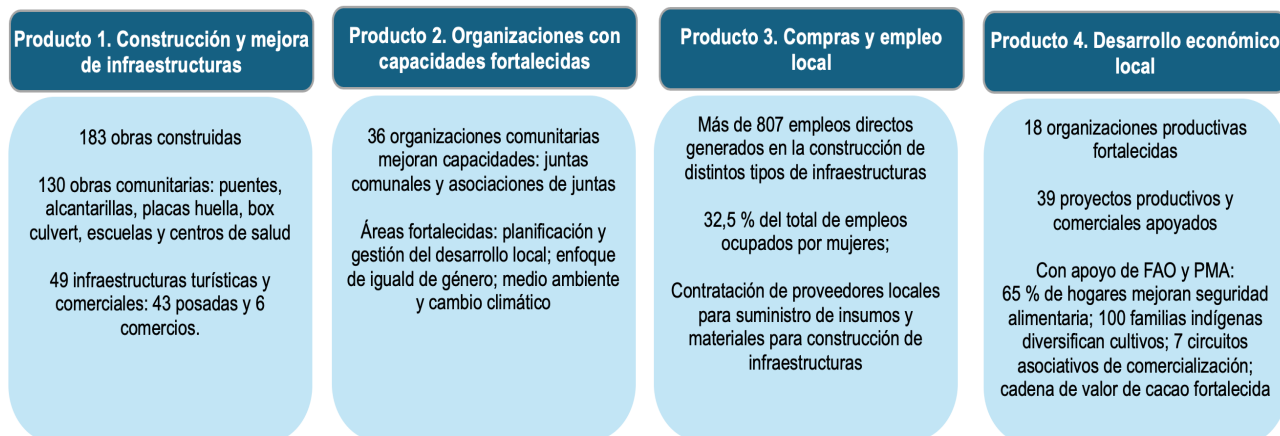 Producto 1. Construcción y mejora
de infraestructuras
183 obras construidas
130 obras comunitarias: puentes,
alcantarillas, placas huella, box
culvert, escuelas y centros de salud
49 infraestructuras turísticas y
comerciales: 43 posadas y 6
comercios.
Producto 2. Organizaciones con
capacidades fortalecidas
36 organizaciones comunitarias
mejoran capacidades: juntas
comunales y asociaciones de juntas
Áreas fortalecidas: planificación y
gestión del desarrollo local; enfoque
de iguald de género; medio ambiente
y cambio climático
Producto 3. Compras y empleo
local
Más de 807 empleos directos
generados en la construcción de
distintos tipos de infraestructuras
32,5 % del total de empleos
ocupados por mujeres;
Contratación de proveedores locales
para suministro de insumos y
materiales para construcción de
infraestructuras
Producto 4. Desarrollo económico
local
18 organizaciones productivas
fortalecidas
39 proyectos productivos y
comerciales apoyados
Con apoyo de FAO y PMA:
65 % de hogares mejoran seguridad
alimentaria; 100 familias indígenas
diversifican cultivos; 7 circuitos
asociativos de comercialización;
cadena de valor de cacao fortalecida